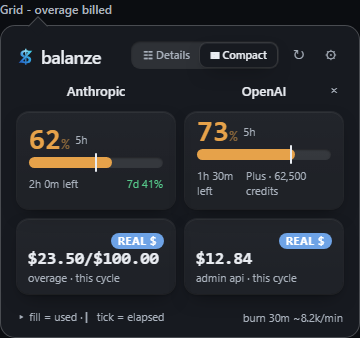 Grid - overage billed
balanze
Details Compact
Anthropic OpenAI ×
62% 5h
2h 0m left 7d 41%
73% 5h
1h 30m left
Plus · 62,500 credits
REAL $
$23.50/$100.00
overage · this cycle
REAL $
$12.84
admin api · this cycle
▸ fill = used · | tick = elapsed
burn 30m ~8.2k/min